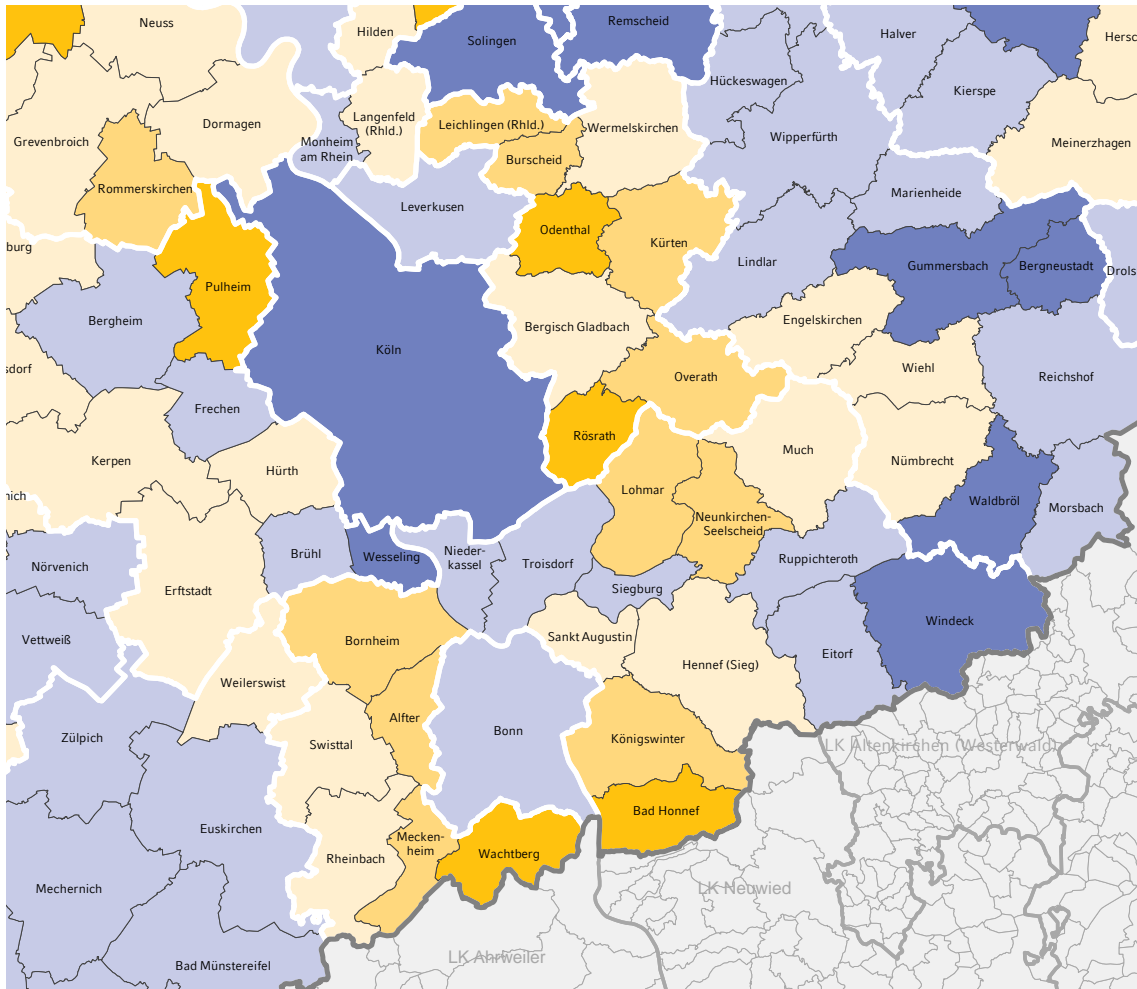 Neuss
Hilden
Solingen
Remscheid
Halver
Hersc
Hückeswagen
Kierspe
Langenfeld
(Rhld.)
Dormagen
Leichlingen (Rhld.)
Wermelskirchen
Wipperfürth
Grevenbroich
Monheim
am Rhein
Meinerzhagen
Burscheid
Rommerskirchen
Marienheide
Leverkusen
Odenthal
Kürten
burg
Lindlar
Gummersbach
Bergneustadt
Drols
Pulheim
Bergheim
Bergisch Gladbach
Engelskirchen
Köln
sdorf
Wiehl
Overath
Reichshof
Frechen
Rösrath
Much
Kerpen
Hürth
Nümbrecht
Lohmar
nich
Waldbröl
Morsbach
Neunkirchen-
Seelscheid
Brühl
Wesseling
Nieder-
kassel
Troisdorf
Ruppichteroth
Nörvenich
Erftstadt
Siegburg
Windeck
Vettweiß
Bornheim
Sankt Augustin
Hennef (Sieg)
Eitorf
Weilerswist
Alfter
Zülpich
Swisttal
Bonn
Königswinter
LK Altenkirchen (Westerwald)
Euskirchen
Bad Honnef
Mecken-
heim
Rheinbach
Wachtberg
Mechernich
LK Neuwied
Bad Münstereifel
LK Ahrweiler